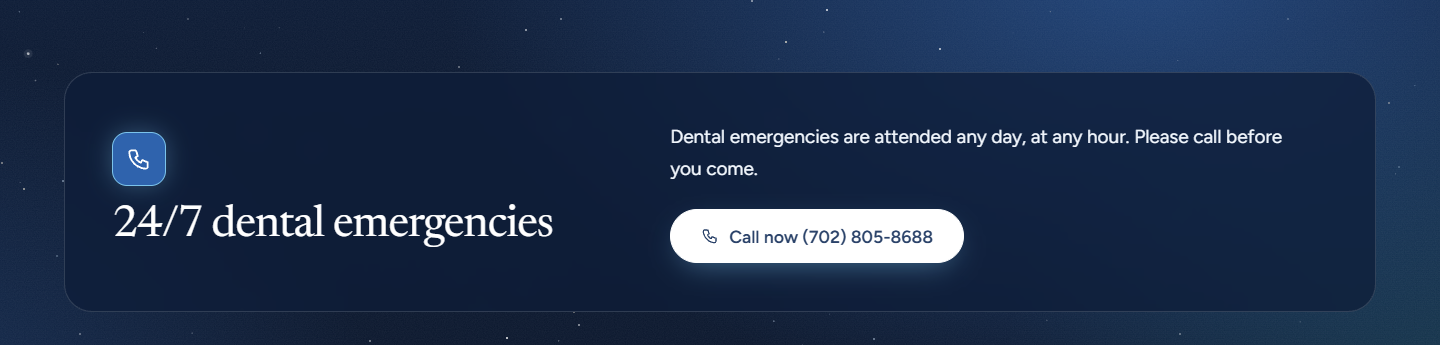 24/7 dental emergencies
Dental emergencies are attended any day, at any hour. Please call before
you come.
Call now (702) 805-8688